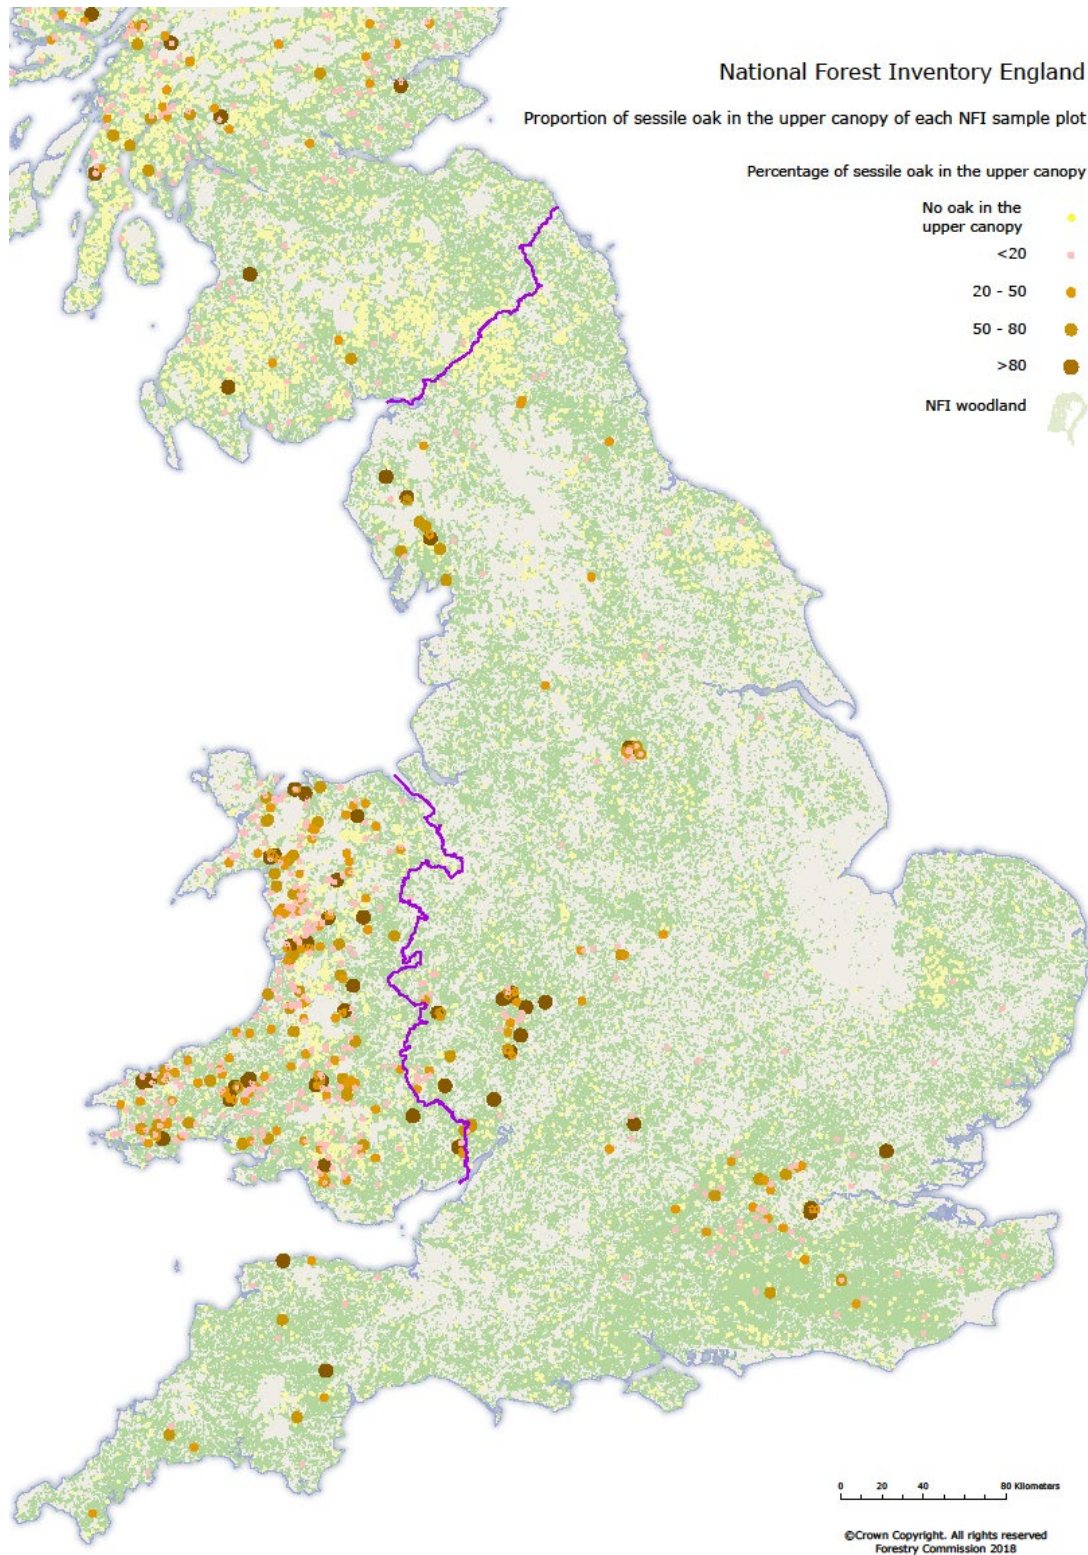 National Forest Inventory England
Proportion of sessile oak in the upper canopy of each NFI sample plot
Percentage of sessile oak in the upper canopy
No oak in the
upper canopy
<20
20 - 50
50 - 80
>80
NFI woodland
0 20 40 80 Kilometers
©Crown Copyright. All rights reserved
Forestry Commission 2018